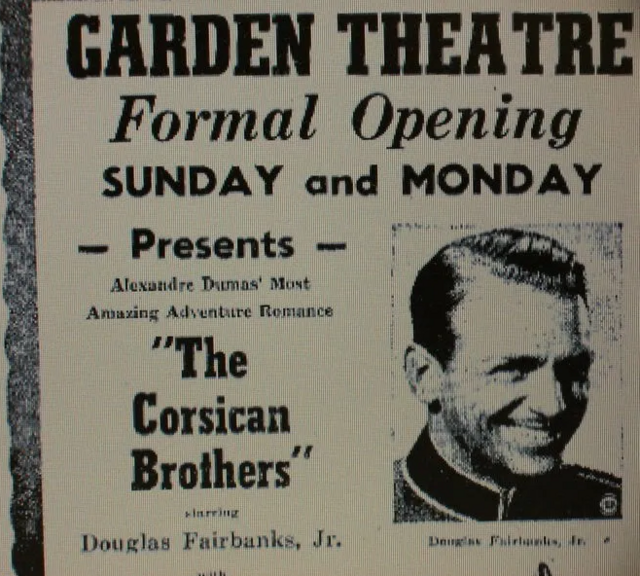 GARDEN THEATRE
Formal Opening
SUNDAY and MONDAY
— Presents —
Alexandre Dumas' Most
Amazing Adventure Romance
"The
Corsican
Brothers"
starring
Douglas Fairbanks, Jr.
Douglas Fairbanks, Jr.
with